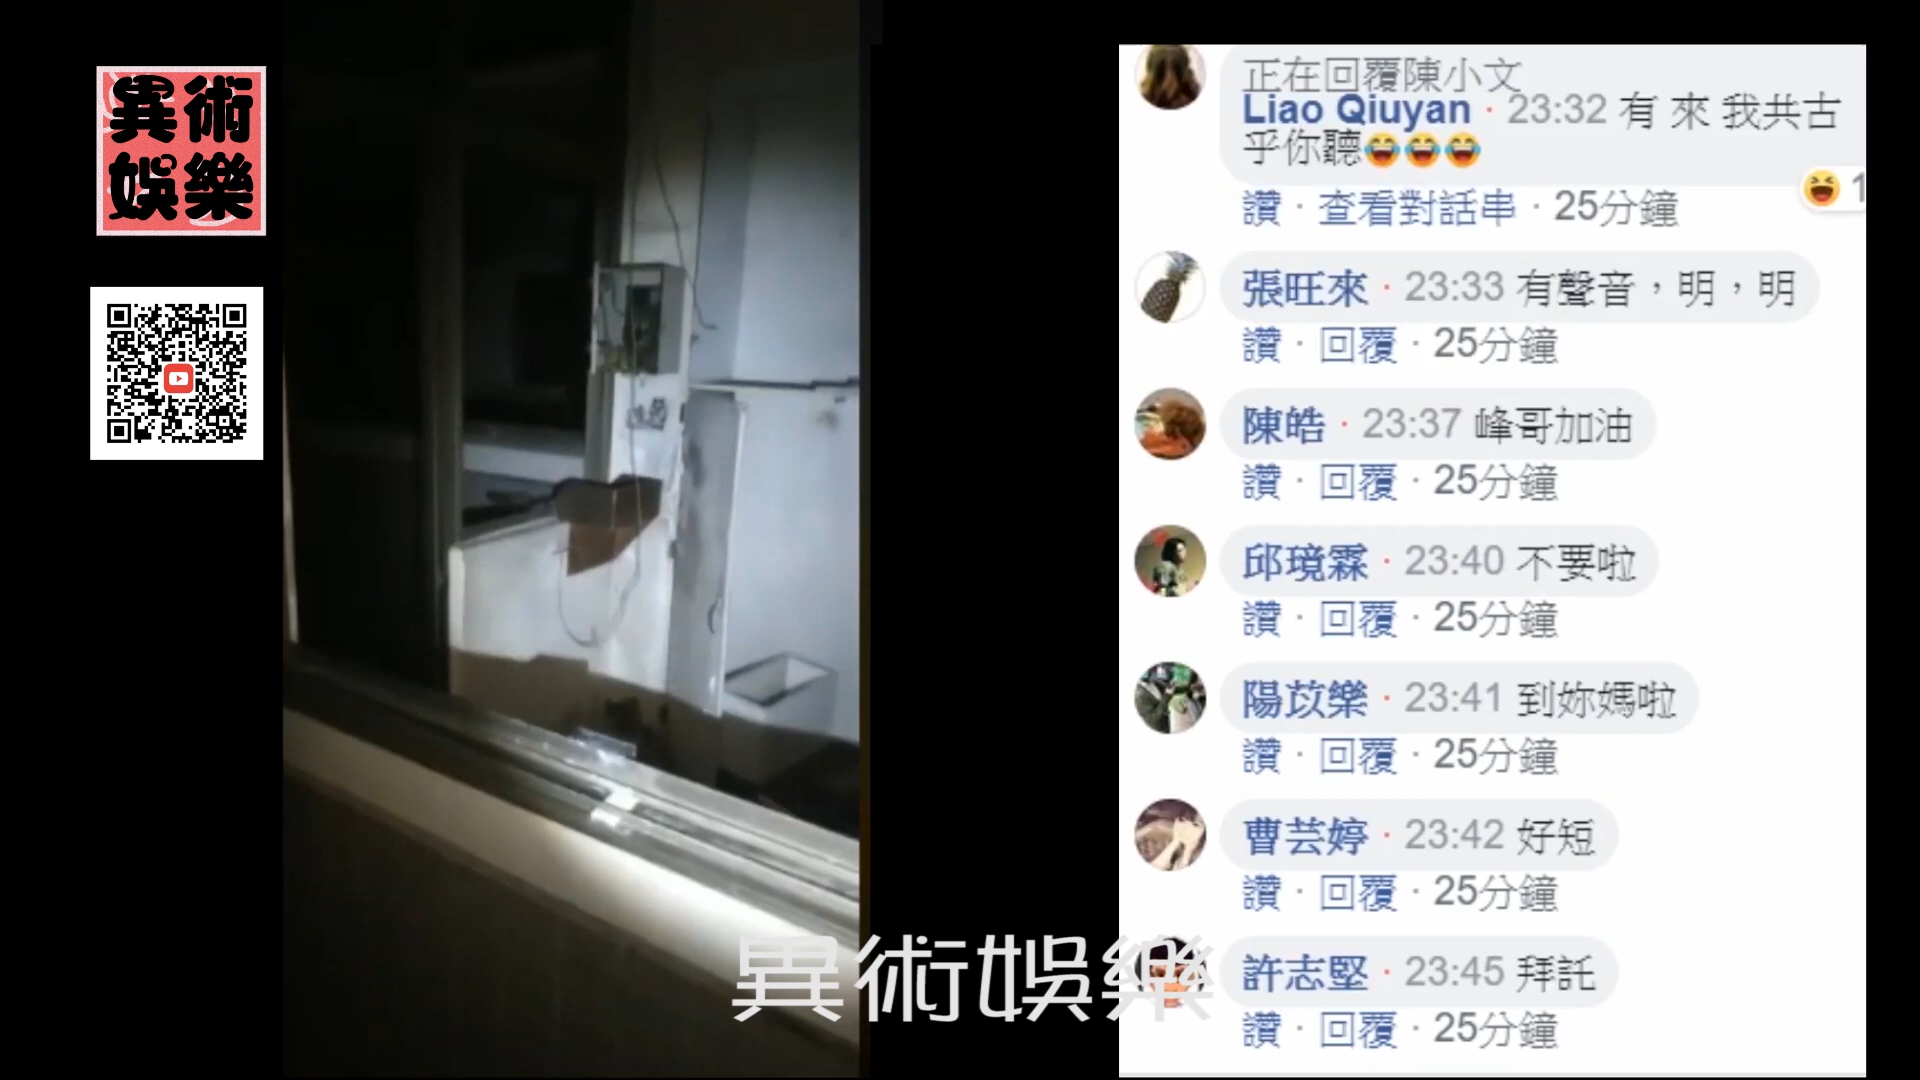 異術
娛樂
正在回覆陳小文
Liao Qiuyan · 23:32 有 來 我共古
乎你聽😂😂😂
讚 · 查看對話串 · 25分鐘
😆 1
張旺來 · 23:33 有聲音，明，明
讚 · 回覆 · 25分鐘
陳皓 · 23:37 峰哥加油
讚 · 回覆 · 25分鐘
邱璄霖 · 23:40 不要啦
讚 · 回覆 · 25分鐘
陽苡樂 · 23:41 到妳媽啦
讚 · 回覆 · 25分鐘
曹芸婷 · 23:42 好短
讚 · 回覆 · 25分鐘
許志堅 · 23:45 拜託
讚 · 回覆 · 25分鐘
異術娛樂